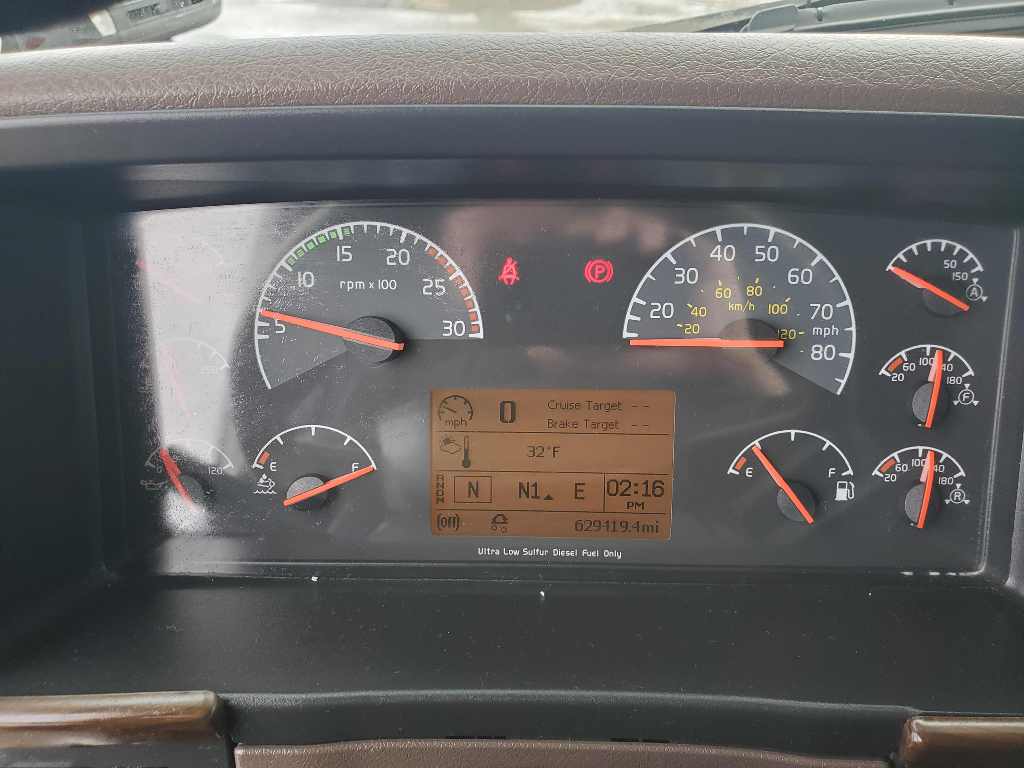 15
10
20
rpm x 100
25
5
30
40
50
30
60
60
80
20
40
km/h
100
70
20
120
mph
80
50
150
A
20
60
100
140
180
F
120
E
F
0
mph
Cruise Target --
Brake Target --
32°F
RNDM
N
N1
E
02:16
PM
629419.4mi
Ultra Low Sulfur Diesel Fuel Only
E
F
20
60
100
140
180
R